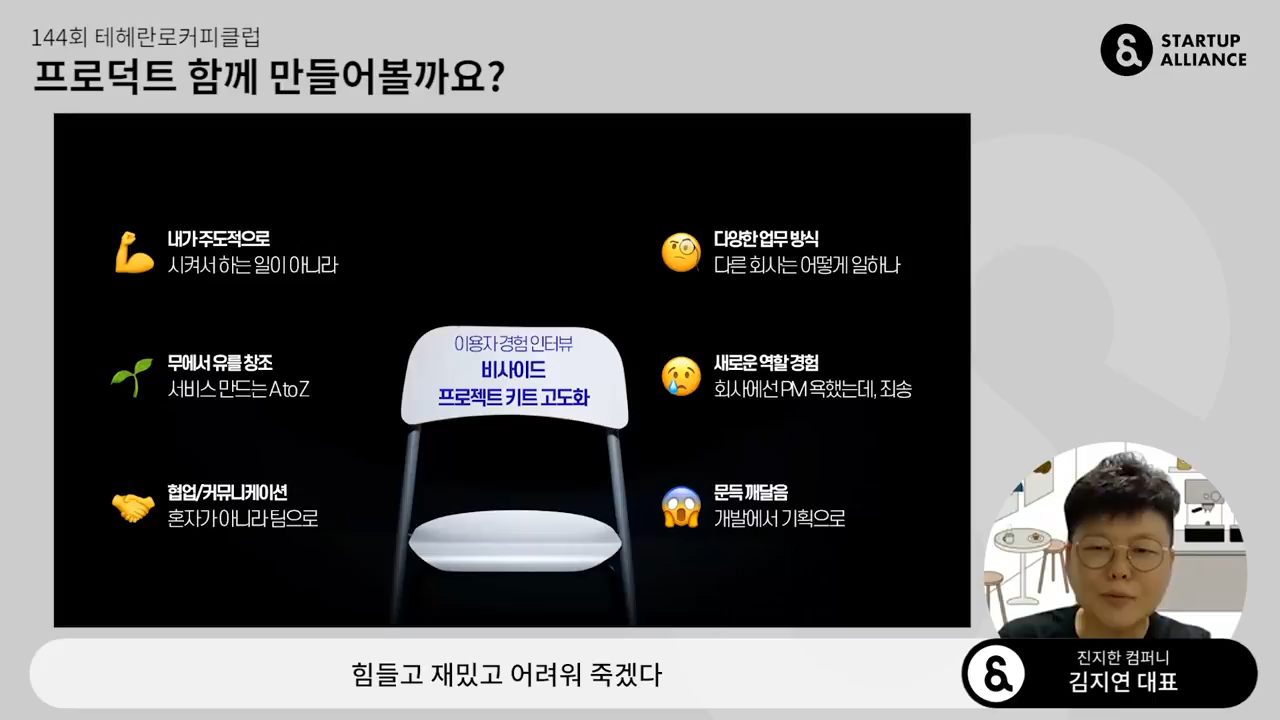 144회 테헤란로커피클럽
프로덕트 함께 만들어볼까요?
STARTUP
ALLIANCE
내가 주도적으로
시켜서 하는 일이 아니라
무에서 유를 창조
서비스 만드는 A to Z
협업/커뮤니케이션
혼자가 아니라 팀으로
이용자 경험 인터뷰
비사이드
프로젝트 키트 고도화
다양한 업무 방식
다른 회사는 어떻게 일하나
새로운 역할 경험
회사에선 PM 욕했는데, 죄송
문득 깨달음
개발에서 기획으로
힘들고 재밌고 어려워 죽겠다
진지한 컴퍼니
김지연 대표